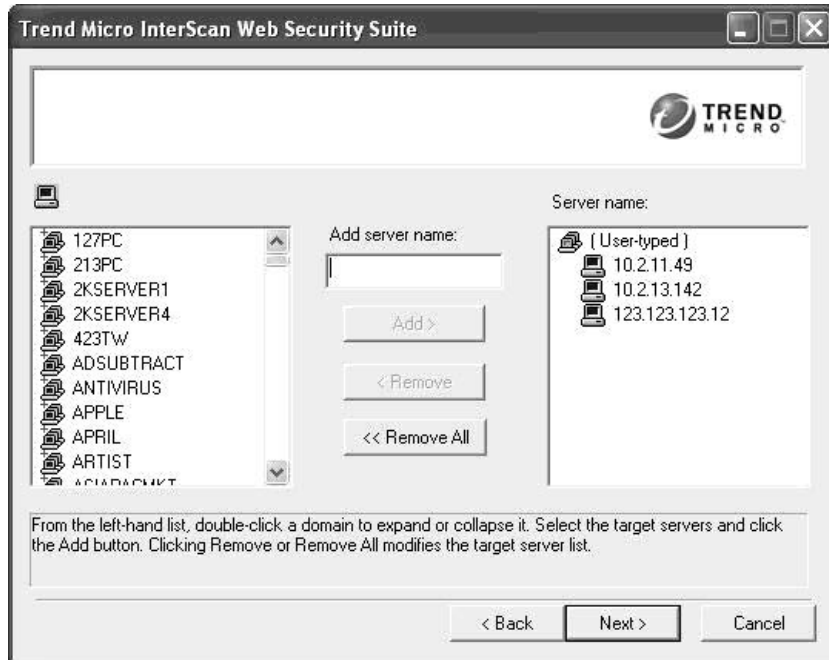 Trend Micro InterScan Web Security Suite
TREND
MICRO
Server name:
127PC
213PC
2KSERVER1
2KSERVER4
423TW
ADSUBTRACT
ANTIVIRUS
APPLE
APRIL
ARTIST
Add server name:
Add >
< Remove
<< Remove All
( User-typed )
10.2.11.49
10.2.13.142
123.123.123.12
From the left-hand list, double-click a domain to expand or collapse it. Select the target servers and click
the Add button. Clicking Remove or Remove All modifies the target server list.
< Back
Next >
Cancel